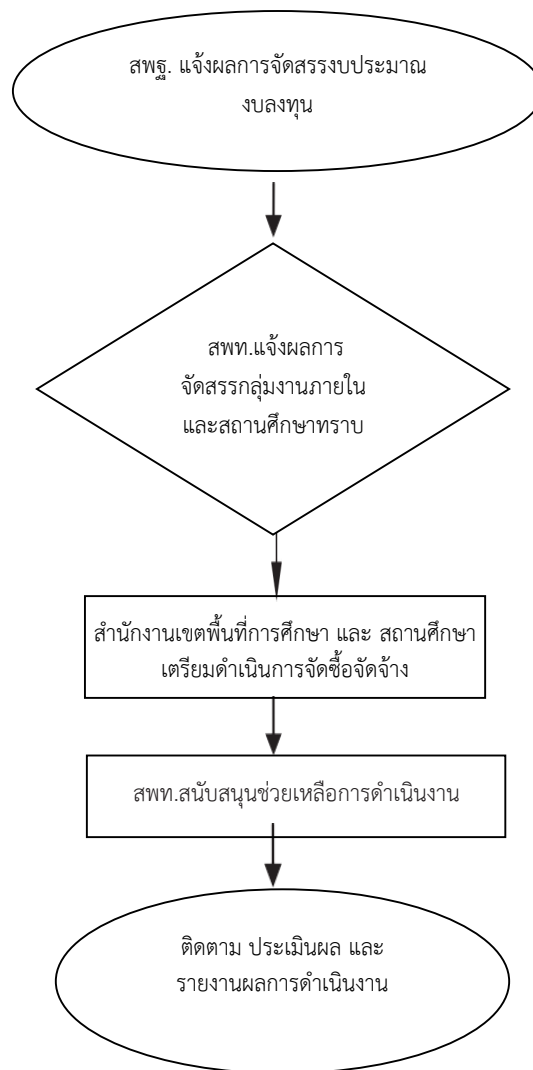 สพฐ. แจ้งผลการจัดสรรงบประมาณ
งบลงทุน
สพท.แจ้งผลการ
จัดสรรกลุ่มงานภายใน
และสถานศึกษาทราบ
สำนักงานเขตพื้นที่การศึกษา และ สถานศึกษา
เตรียมดำเนินการจัดซื้อจัดจ้าง
สพท.สนับสนุนช่วยเหลือการดำเนินงาน
ติดตาม ประเมินผล และ
รายงานผลการดำเนินงาน